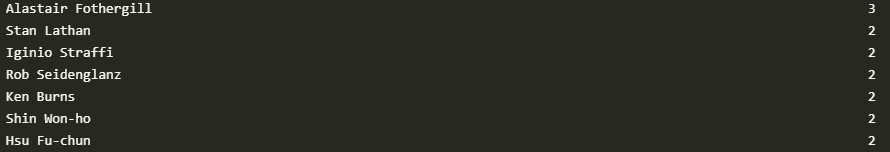 Alastair Fothergill 3
Stan Lathan 2
Iginio Straffi 2
Rob Seidenglanz 2
Ken Burns 2
Shin Won-ho 2
Hsu Fu-chun 2